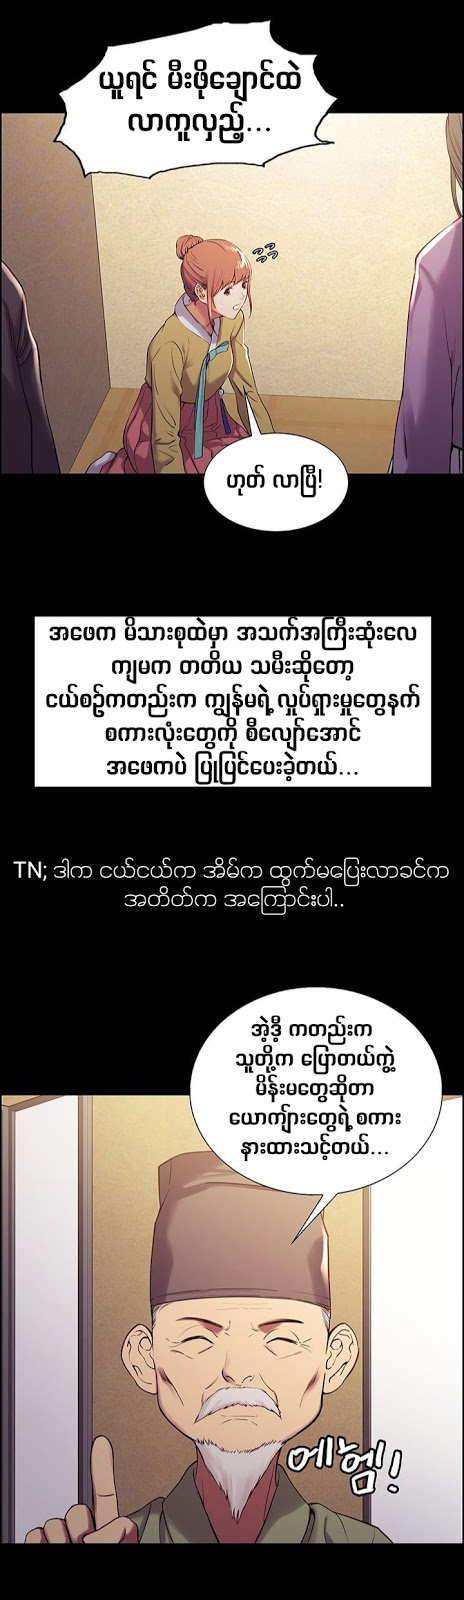 ယူရင် မီးဖိုချောင်ထဲ
လာကူလှည့်...
ဟုတ် လာပြီ!
အဖေက မိသားစုထဲမှာ အသက်အကြီးဆုံးလေ
ကျမက တတိယ သမီးဆိုတော့
ငယ်စဥ်ကတည်းက ကျွန်မရဲ့ လှုပ်ရှားမှုတွေနက်
စကားလုံးတွေကို စီလျော်အောင်
အဖေကပဲ ပြုပြင်ပေးခဲ့တယ်...
TN; ဒါက ငယ်ငယ်က အိမ်က ထွက်မပြေးလာခင်က
အတိတ်က အကြောင်းပါ..
အဲ့ဒီ့ ကတည်းက
သူတို့က ပြောတယ်ကွဲ့
မိန်းမတွေဆိုတာ
ယောကျ်ားတွေရဲ့ စကား
နားထားသင့်တယ်...
에헴!